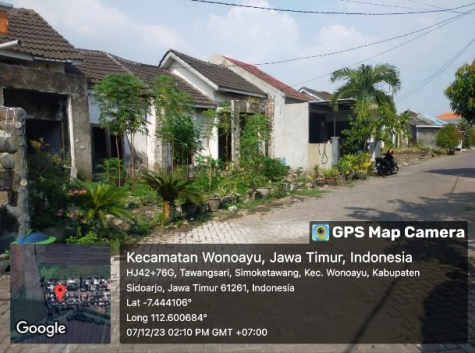 GPS Map Camera
Kecamatan Wonoayu, Jawa Timur, Indonesia
HJ42+76G, Tawangsari, Simoketawang, Kec. Wonoayu, Kabupaten
Sidoarjo, Jawa Timur 61261, Indonesia
Lat -7.444106°
Long 112.600684°
07/12/23 02:10 PM GMT +07:00
Google